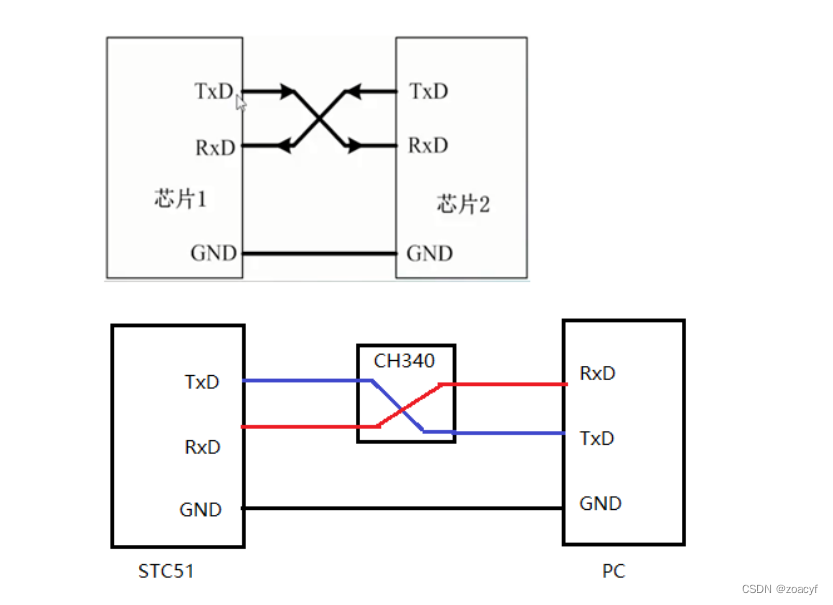 TxD TxD
RxD RxD
芯片1 芯片2
GND GND
CH340
TxD RxD
RxD TxD
GND GND
STC51 PC
CSDN @zoacyf